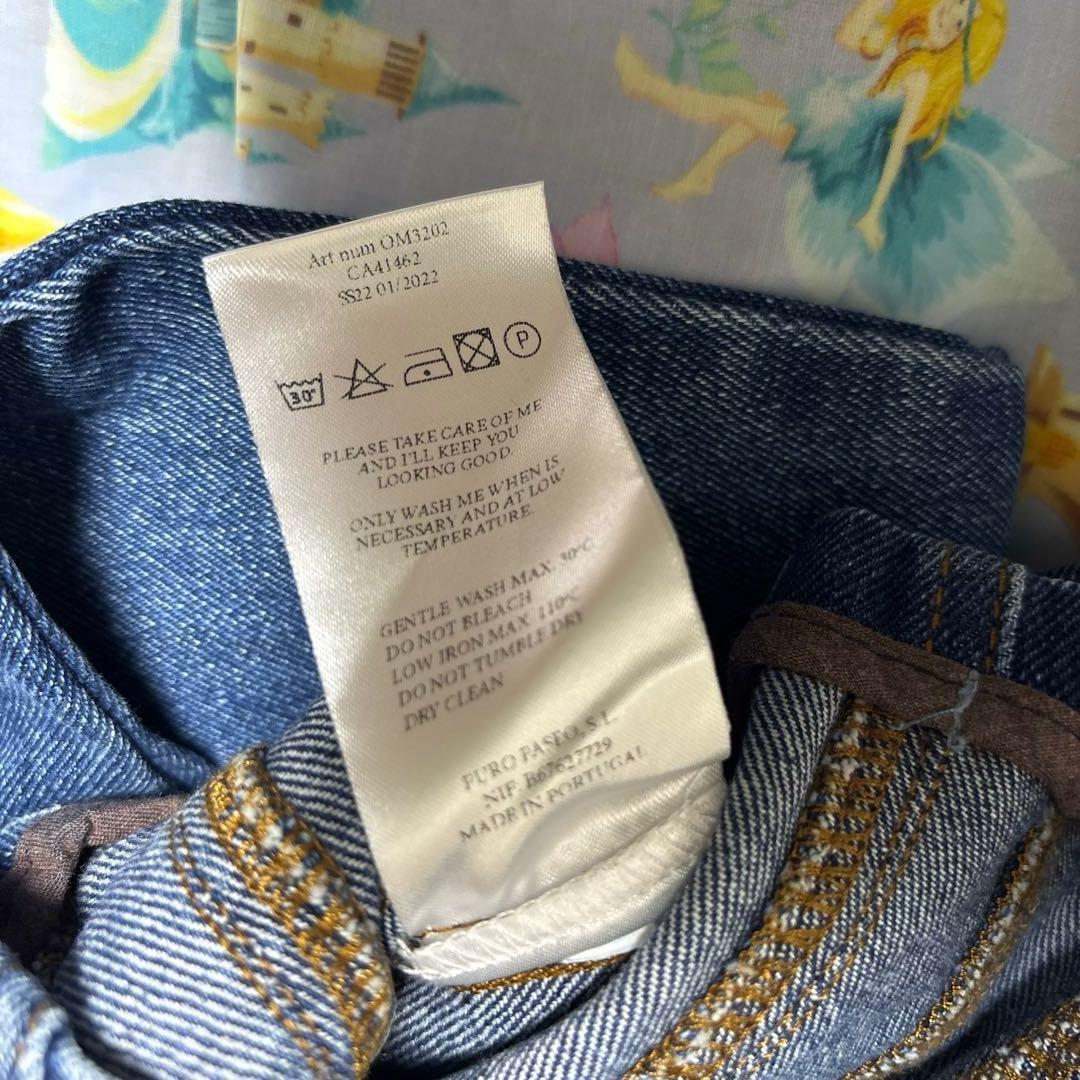 Art num OM3202
CA41462
SS22 01/2022
30°
P
PLEASE TAKE CARE OF ME
AND I'LL KEEP YOU
LOOKING GOOD.
ONLY WASH ME WHEN IS
NECESSARY AND AT LOW
TEMPERATURE.
GENTLE WASH MAX. 30°C
DO NOT BLEACH
LOW IRON MAX. 110°C
DO NOT TUMBLE DRY
DRY CLEAN
PURO PASEO, S.L.
NIF. B67627729
MADE IN PORTUGAL